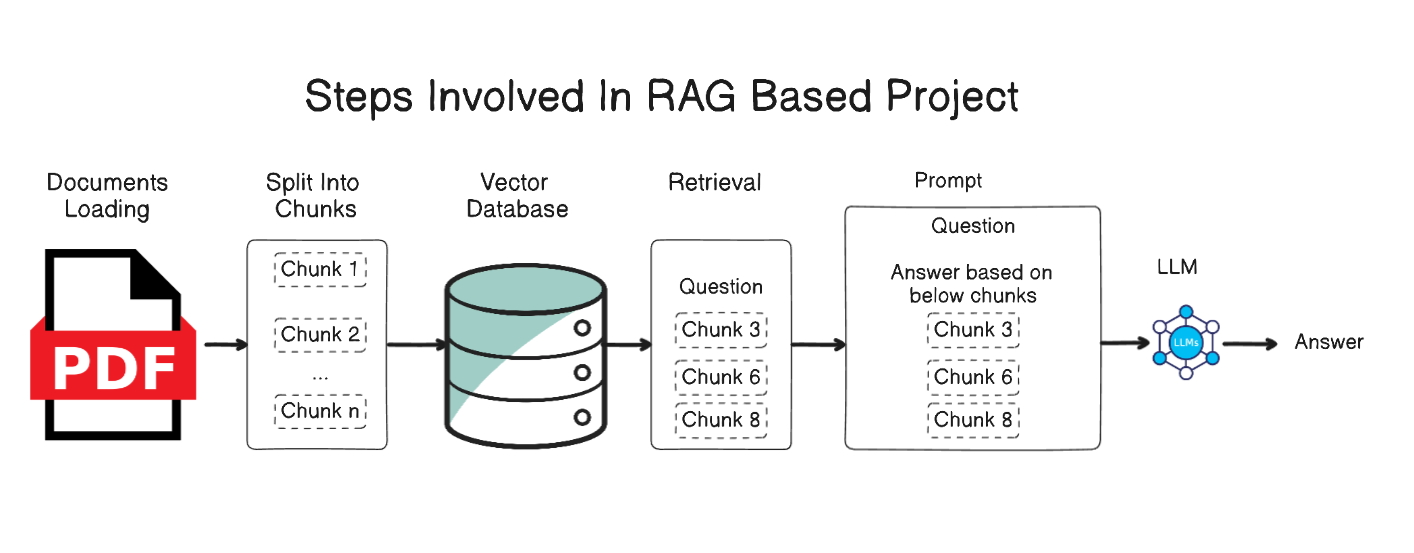 Steps Involved In RAG Based Project
Documents
Loading
PDF
Split Into
Chunks
Chunk 1
Chunk 2
...
Chunk n
Vector
Database
Retrieval
Question
Chunk 3
Chunk 6
Chunk 8
Prompt
Question
Answer based on
below chunks
Chunk 3
Chunk 6
Chunk 8
LLM
LLMs
Answer